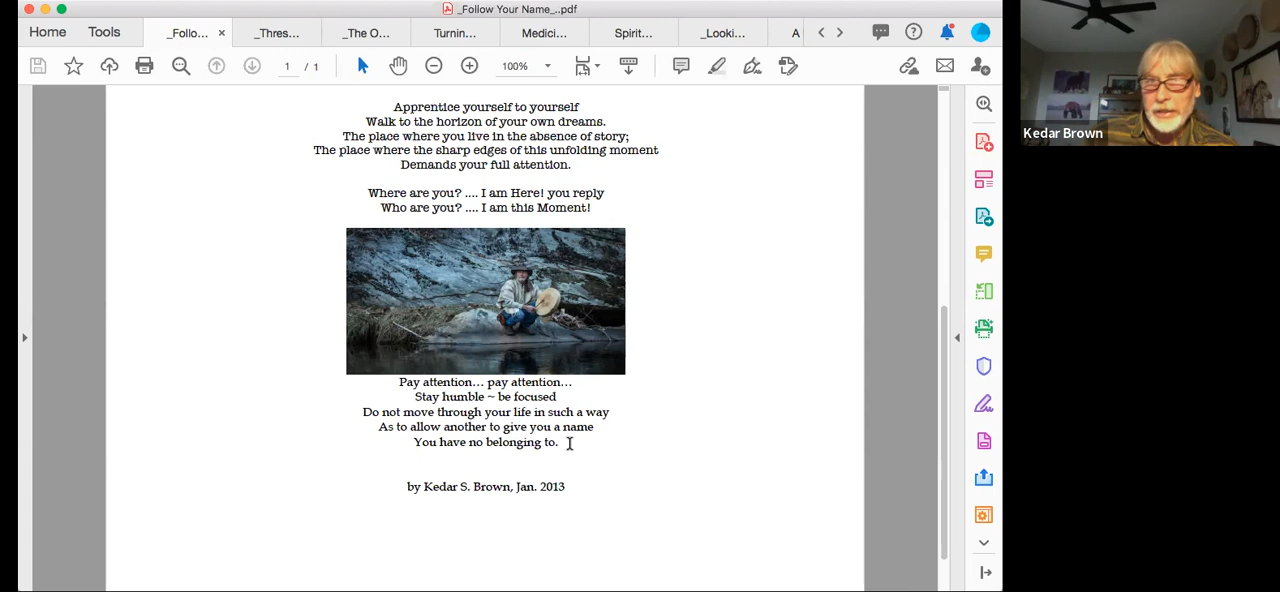 _Follow Your Name_..pdf
Home Tools _Follo... × _Thres... _The O... Turnin... Medici... Spirit... _Looki... A
1 / 1 100%
Apprentice yourself to yourself
Walk to the horizon of your own dreams.
The place where you live in the absence of story;
The place where the sharp edges of this unfolding moment
Demands your full attention.
Where are you? .... I am Here! you reply
Who are you? .... I am this Moment!
Pay attention... pay attention...
Stay humble ~ be focused
Do not move through your life in such a way
As to allow another to give you a name
You have no belonging to.
by Kedar S. Brown, Jan. 2013
Kedar Brown